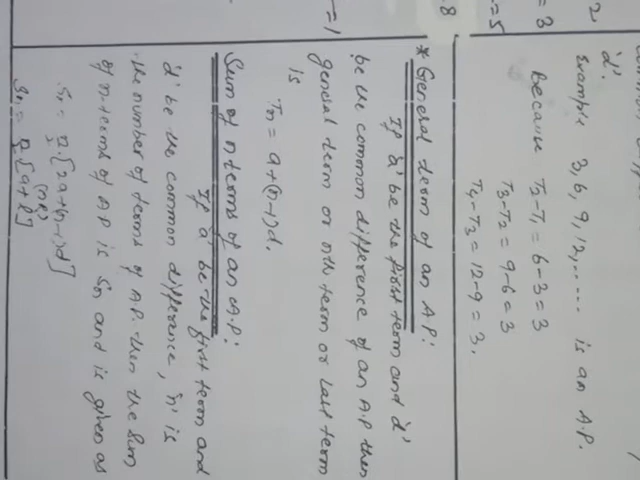 'd'
Example 3, 6, 9, 12, ..... is an A.P.
because T2-T1 = 6-3 = 3
T3-T2 = 9-6 = 3
T4-T3 = 12-9 = 3.
* General term of an A.P:
If 'a' be the first term and 'd'
be the common difference of an A.P then
general term or nth term or last term
is
Tn = a+(n-1)d.
Sum of n terms of an A.P:
If 'a' be the first term and
'd' be the common difference, 'n' is
the number of terms of A.P. then the sum
of n terms of A.P is Sn and is given as
Sn = n/2 [2a+(n-1)d]
(or)
Sn = n/2 [a+l]